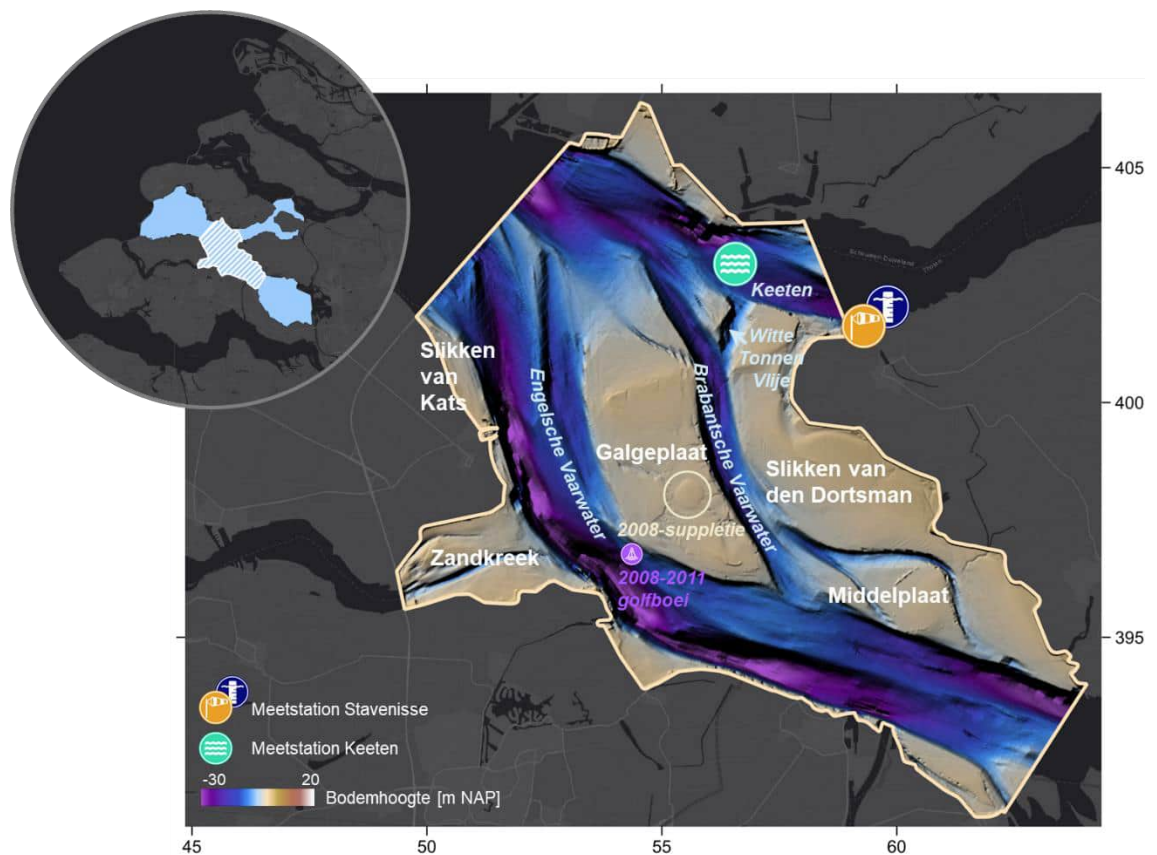 405
Keeten
Witte
Tonnen
Vlije
Slikken
van
Kats
400
Engelsche Vaarwater
Brabantsche Vaarwater
Galgeplaat
Slikken van
den Dortsman
2008-suppletie
Zandkreek
2008-2011
golfboei
Middelplaat
395
Meetstation Stavenisse
Meetstation Keeten
-30
20
Bodemhoogte [m NAP]
45
50
55
60